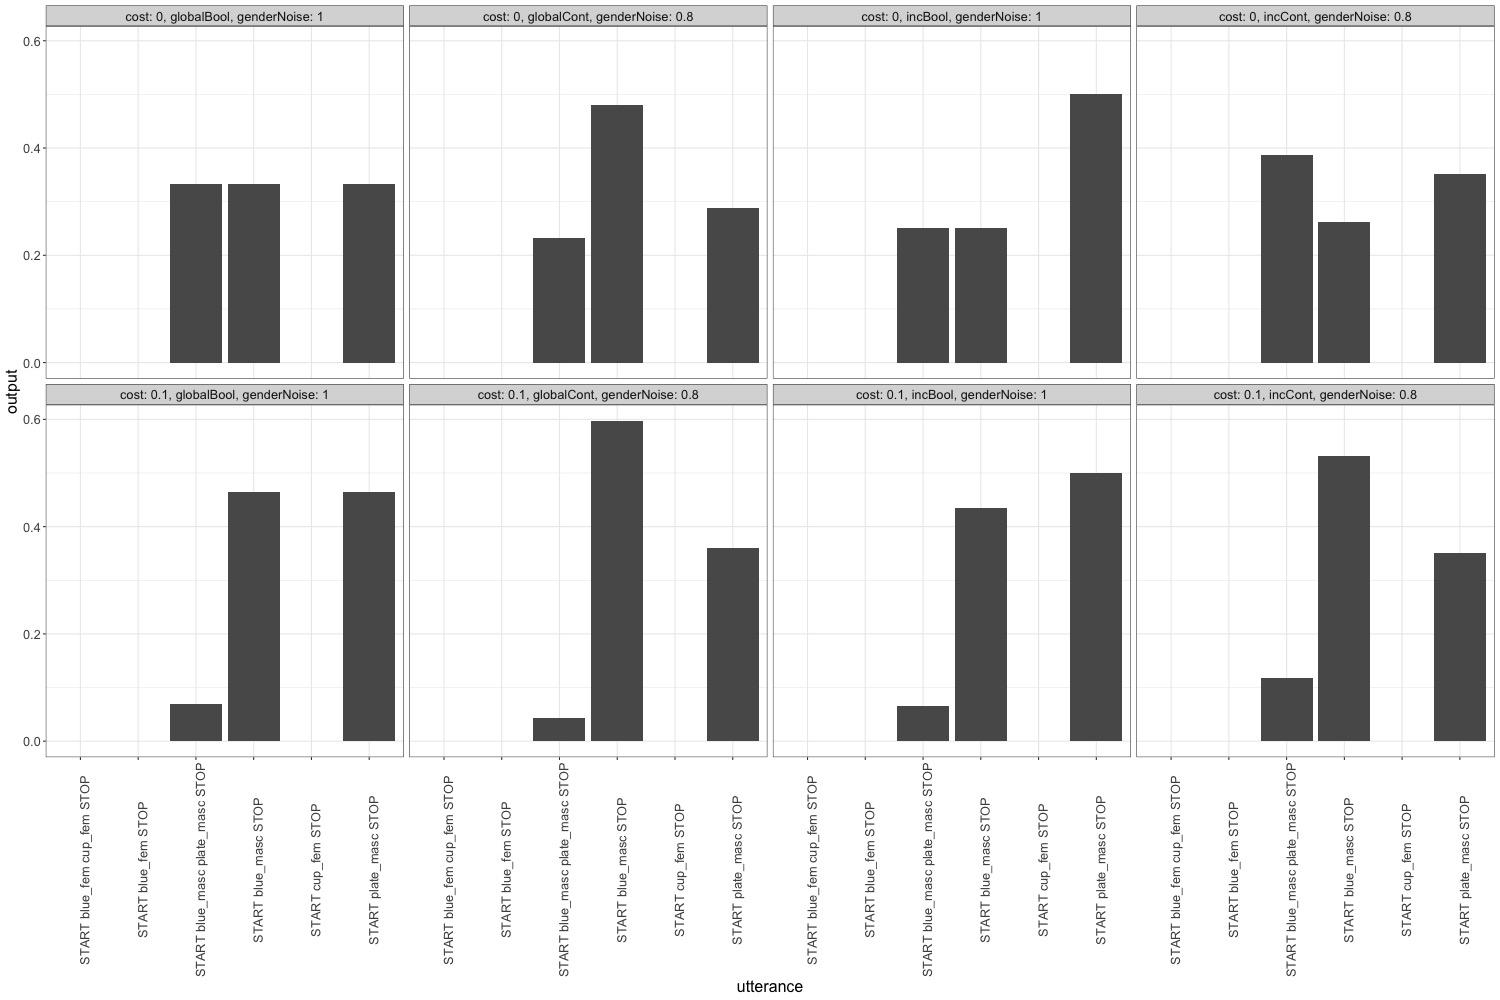 cost: 0, globalBool, genderNoise: 1
cost: 0, globalCont, genderNoise: 0.8
cost: 0, incBool, genderNoise: 1
cost: 0, incCont, genderNoise: 0.8
0.6
0.4
0.2
0.0
output
cost: 0.1, globalBool, genderNoise: 1
cost: 0.1, globalCont, genderNoise: 0.8
cost: 0.1, incBool, genderNoise: 1
cost: 0.1, incCont, genderNoise: 0.8
0.6
0.4
0.2
0.0
START blue_fem cup_fem STOP
START blue_fem STOP
START blue_masc plate_masc STOP
START blue_masc STOP
START cup_fem STOP
START plate_masc STOP
START blue_fem cup_fem STOP
START blue_fem STOP
START blue_masc plate_masc STOP
START blue_masc STOP
START cup_fem STOP
START plate_masc STOP
START blue_fem cup_fem STOP
START blue_fem STOP
START blue_masc plate_masc STOP
START blue_masc STOP
START cup_fem STOP
START plate_masc STOP
START blue_fem cup_fem STOP
START blue_fem STOP
START blue_masc plate_masc STOP
START blue_masc STOP
START cup_fem STOP
START plate_masc STOP
utterance